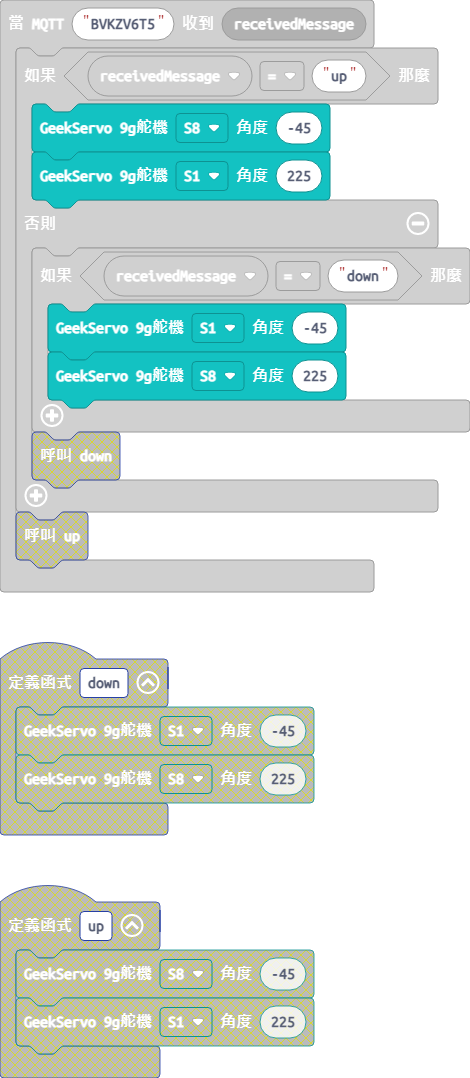 當 MQTT "BVKZV6T5" 收到 receivedMessage
如果 receivedMessage = "up" 那麼
GeekServo 9g舵機 S8 角度 -45
GeekServo 9g舵機 S1 角度 225
否則
如果 receivedMessage = "down" 那麼
GeekServo 9g舵機 S1 角度 -45
GeekServo 9g舵機 S8 角度 225
呼叫 down
呼叫 up
定義函式 down
GeekServo 9g舵機 S1 角度 -45
GeekServo 9g舵機 S8 角度 225
定義函式 up
GeekServo 9g舵機 S8 角度 -45
GeekServo 9g舵機 S1 角度 225